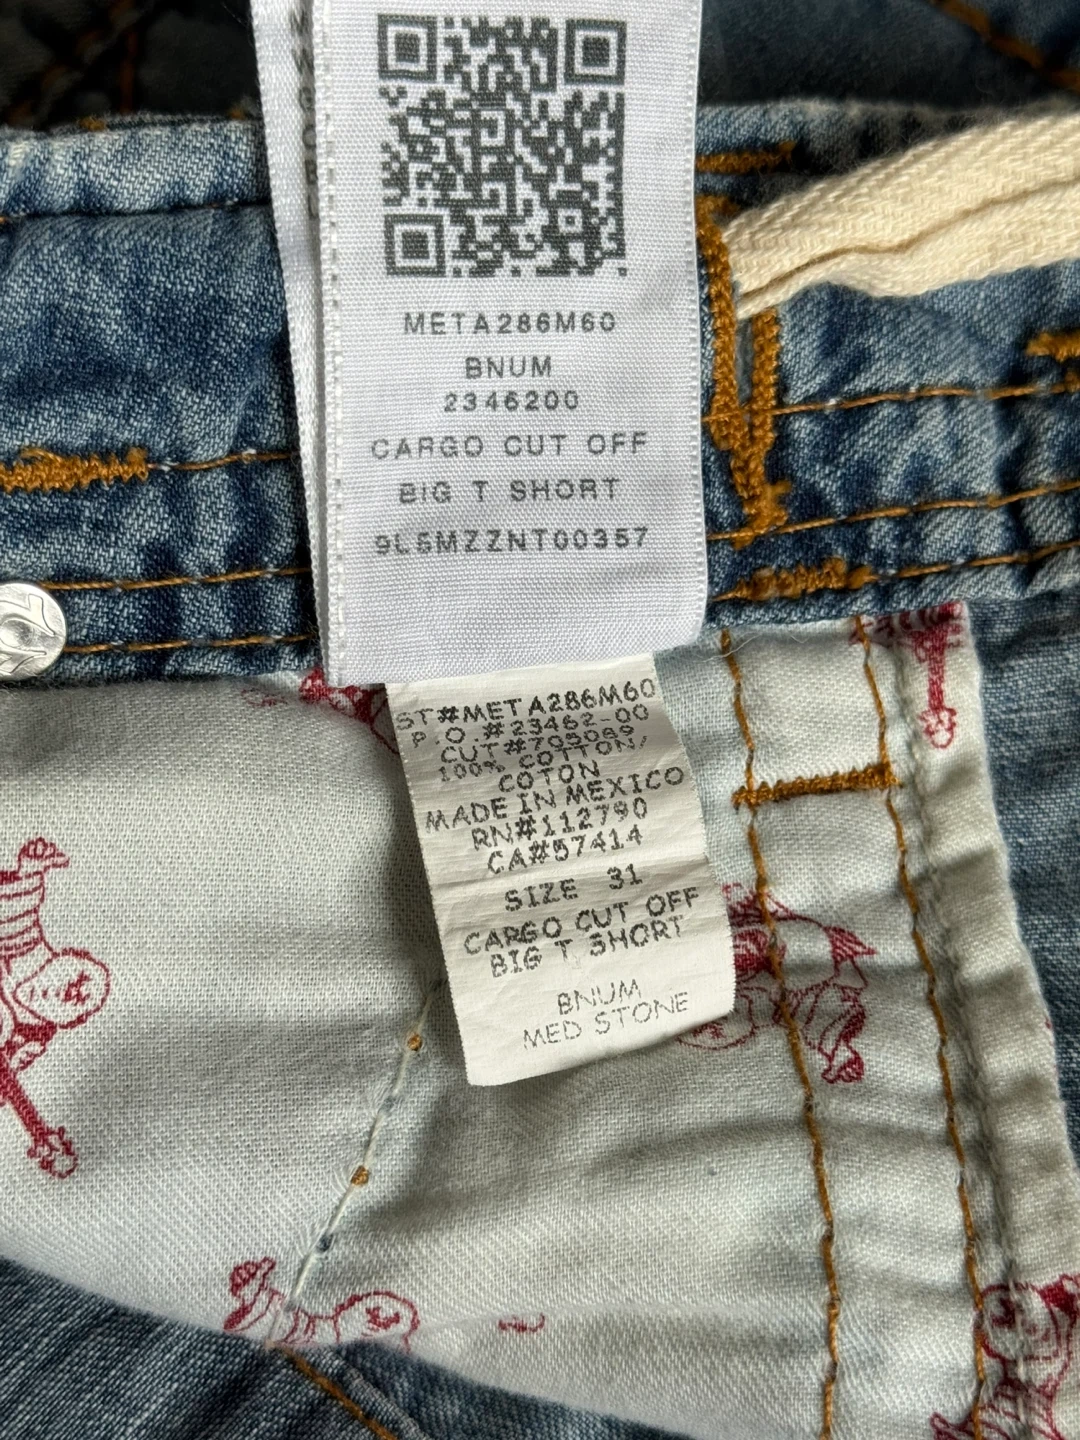 META286M60
BNUM
2346200
CARGO CUT OFF
BIG T SHORT
9L5MZZNT00357
ST#META286M60
P.O.#23462-00
CUT#705089
100% COTTON/
COTON
MADE IN MEXICO
RN#112790
CA#57414
SIZE 31
CARGO CUT OFF
BIG T SHORT
BNUM
MED STONE